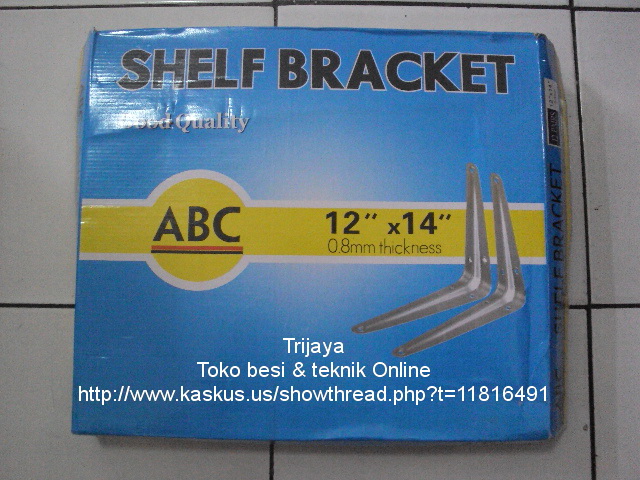 SHELF BRACKET
Good Quality
ABC
12" x14"
0.8mm thickness
Trijaya
Toko besi & teknik Online
http://www.kaskus.us/showthread.php?t=11816491
SHELF BRACKET